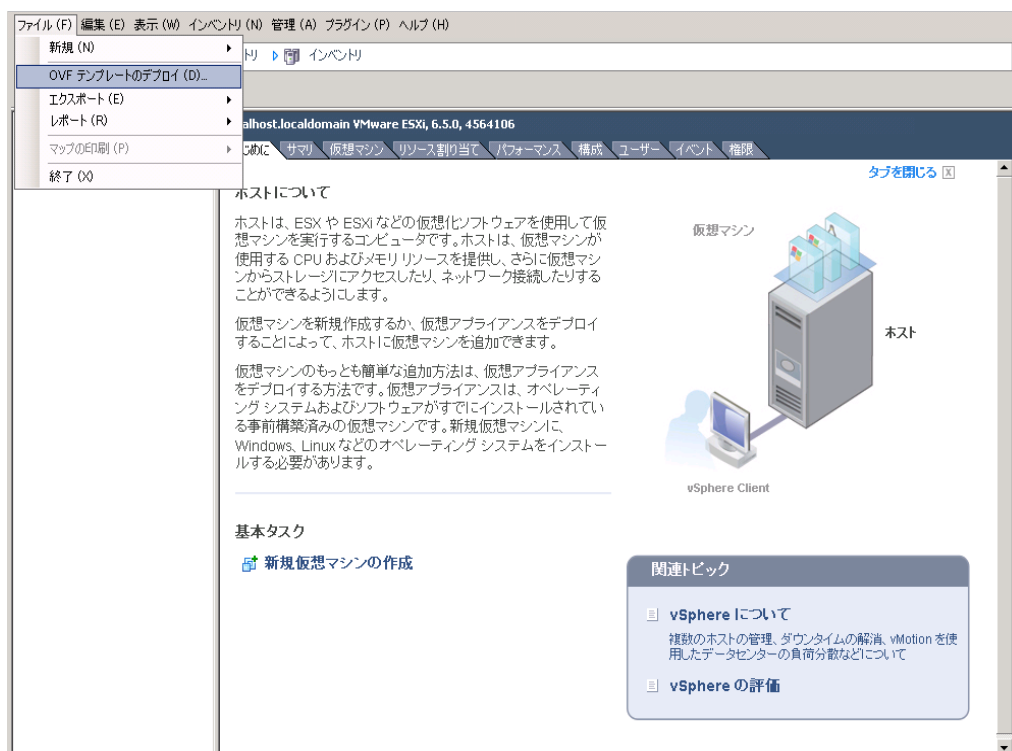 ファイル (F) 編集 (E) 表示 (W) インベントリ (N) 管理 (A) プラグイン (P) ヘルプ (H)
新規 (N)
トリ インベントリ
OVF テンプレートのデプロイ (D)...
エクスポート (E)
レポート (R)
マップの印刷 (P)
終了 (X)
alhost.localdomain VMware ESXi, 6.5.0, 4564106
じめに サマリ 仮想マシン リソース割り当て パフォーマンス 構成 ユーザー イベント 権限
タブを閉じる
ホストについて
ホストは、ESX や ESXi などの仮想化ソフトウェアを使用して仮
想マシンを実行するコンピュータです。ホストは、仮想マシンが
使用する CPU およびメモリ リソースを提供し、さらに仮想マシ
ンからストレージにアクセスしたり、ネットワーク接続したりする
ことができるようにします。
仮想マシンを新規作成するか、仮想アプライアンスをデプロイ
することによって、ホストに仮想マシンを追加できます。
仮想マシンのもっとも簡単な追加方法は、仮想アプライアンス
をデプロイする方法です。仮想アプライアンスは、オペレーティ
ング システムおよびソフトウェアがすでにインストールされてい
る事前構築済みの仮想マシンです。新規仮想マシンに、
Windows、Linux などのオペレーティング システムをインストー
ルする必要があります。
仮想マシン
ホスト
vSphere Client
基本タスク
新規仮想マシンの作成
関連トピック
vSphere について
複数のホストの管理、ダウンタイムの解消、vMotion を使
用したデータセンターの負荷分散などについて
vSphere の評価